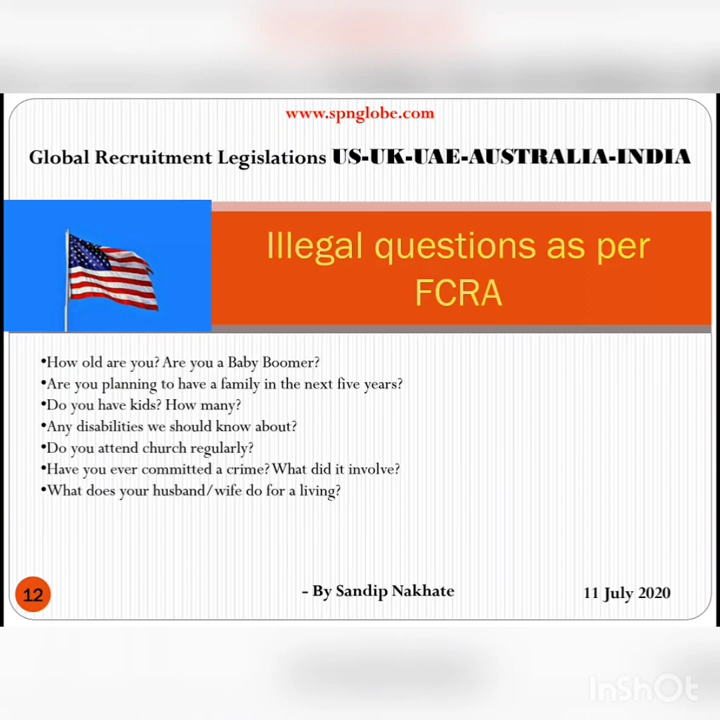 www.spnglobe.com
Global Recruitment Legislations US-UK-UAE-AUSTRALIA-INDIA
Illegal questions as per
FCRA
•How old are you? Are you a Baby Boomer?
•Are you planning to have a family in the next five years?
•Do you have kids? How many?
•Any disabilities we should know about?
•Do you attend church regularly?
•Have you ever committed a crime? What did it involve?
•What does your husband/wife do for a living?
12
- By Sandip Nakhate
11 July 2020
InShOt